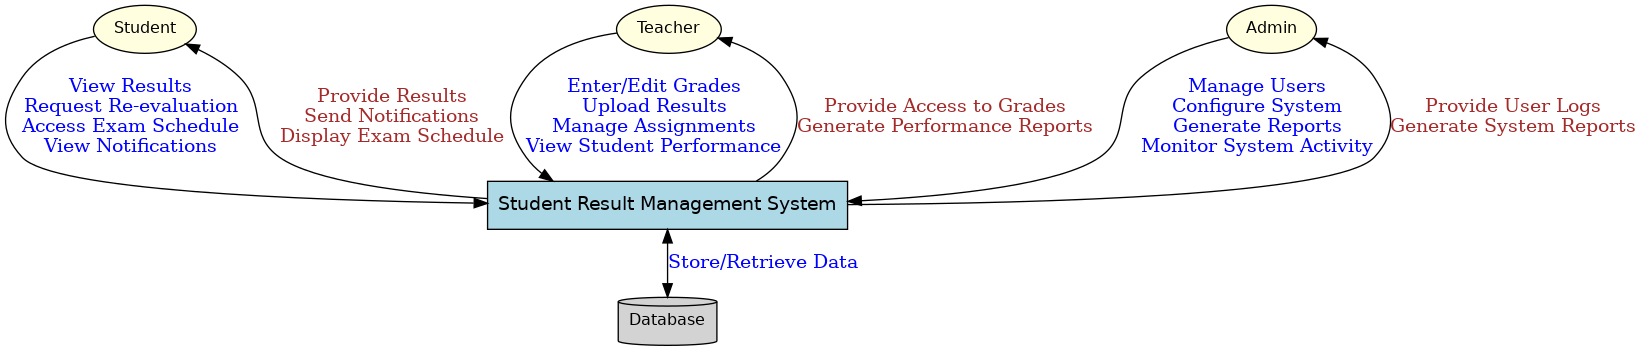 Student
Teacher
Admin
View Results
Request Re-evaluation
Access Exam Schedule
View Notifications
Provide Results
Send Notifications
Display Exam Schedule
Enter/Edit Grades
Upload Results
Manage Assignments
View Student Performance
Provide Access to Grades
Generate Performance Reports
Manage Users
Configure System
Generate Reports
Monitor System Activity
Provide User Logs
Generate System Reports
Student Result Management System
Store/Retrieve Data
Database